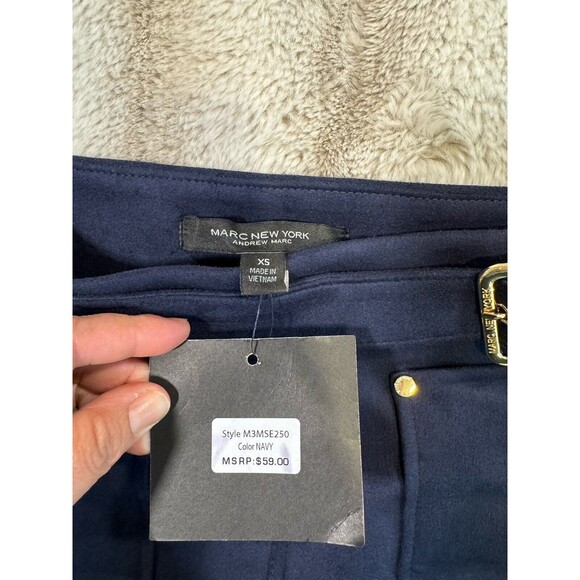 MARC NEW YORK
ANDREW MARC
XS
MADE IN
VIETNAM
MARC NEW YORK
Style M3MSE250
Color NAVY
MSRP:$59.00